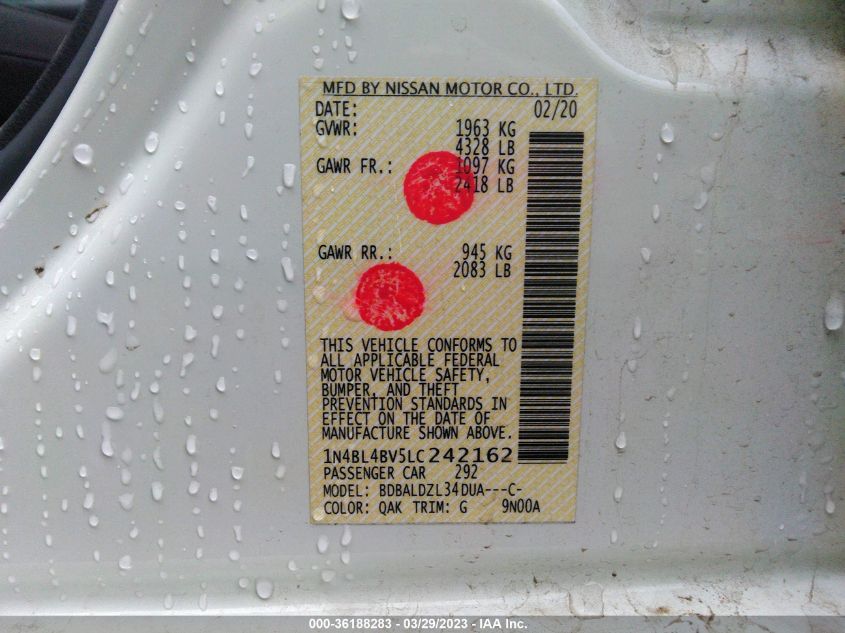 MFD BY NISSAN MOTOR CO., LTD.
DATE: 02/20
GVWR: 1963 KG
4328 LB
GAWR FR.: 1097 KG
2418 LB
GAWR RR.: 945 KG
2083 LB
THIS VEHICLE CONFORMS TO
ALL APPLICABLE FEDERAL
MOTOR VEHICLE SAFETY,
BUMPER, AND THEFT
PREVENTION STANDARDS IN
EFFECT ON THE DATE OF
MANUFACTURE SHOWN ABOVE.
1N4BL4BV5LC242162
PASSENGER CAR 292
MODEL: BDBALDZL34DUA---C-
COLOR: QAK TRIM: G 9N00A
000-36188283 - 03/29/2023 - IAA Inc.